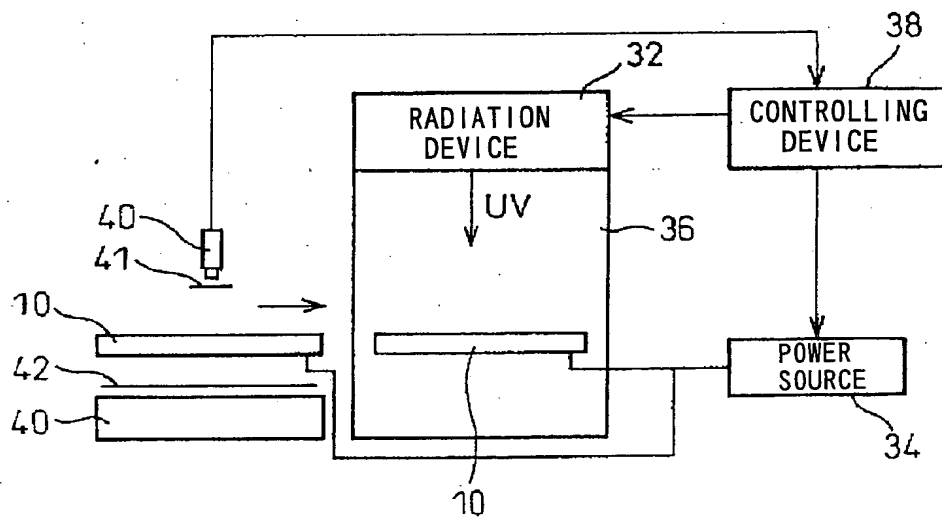 32
38
RADIATION
DEVICE
CONTROLLING
DEVICE
UV
40
36
41
10
42
POWER
SOURCE
40
34
10